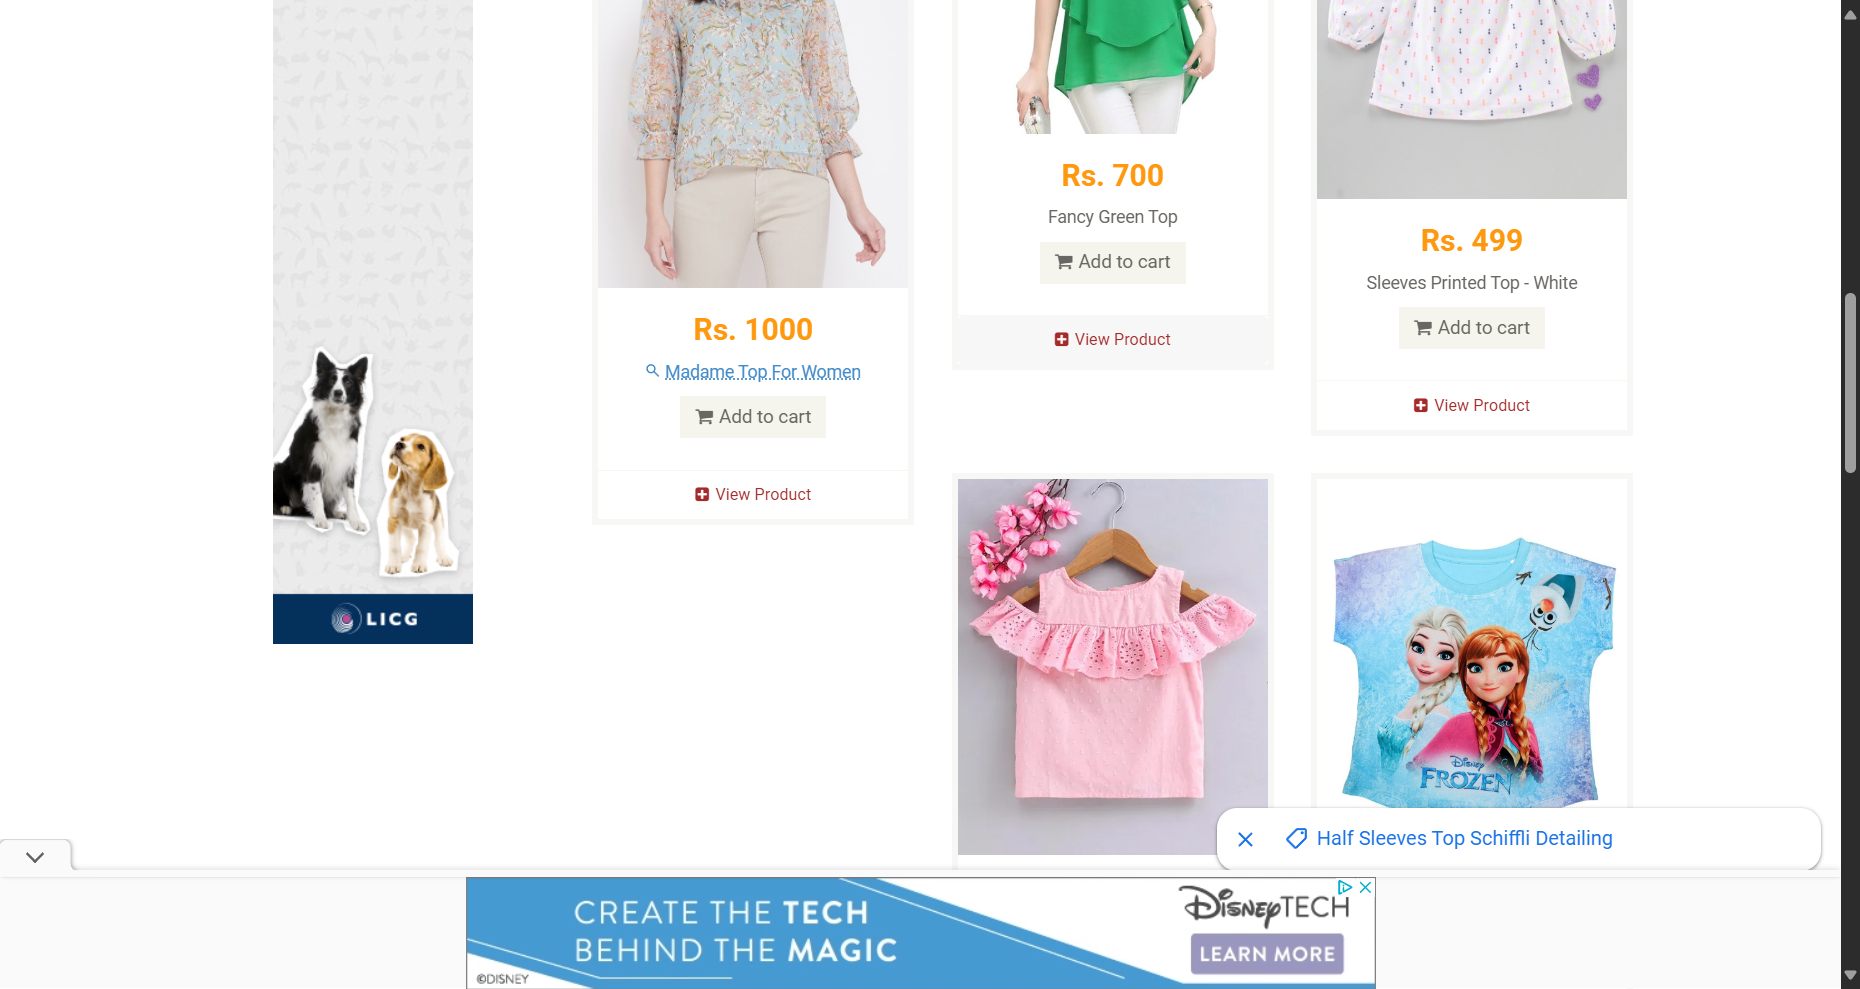 Rs. 1000
Madame Top For Women
Add to cart
View Product
Rs. 700
Fancy Green Top
Add to cart
View Product
Rs. 499
Sleeves Printed Top - White
Add to cart
View Product
LICG
Disney
FROZEN
Half Sleeves Top Schiffli Detailing
CREATE THE TECH
BEHIND THE MAGIC
©DISNEY
DISNEYTECH
LEARN MORE